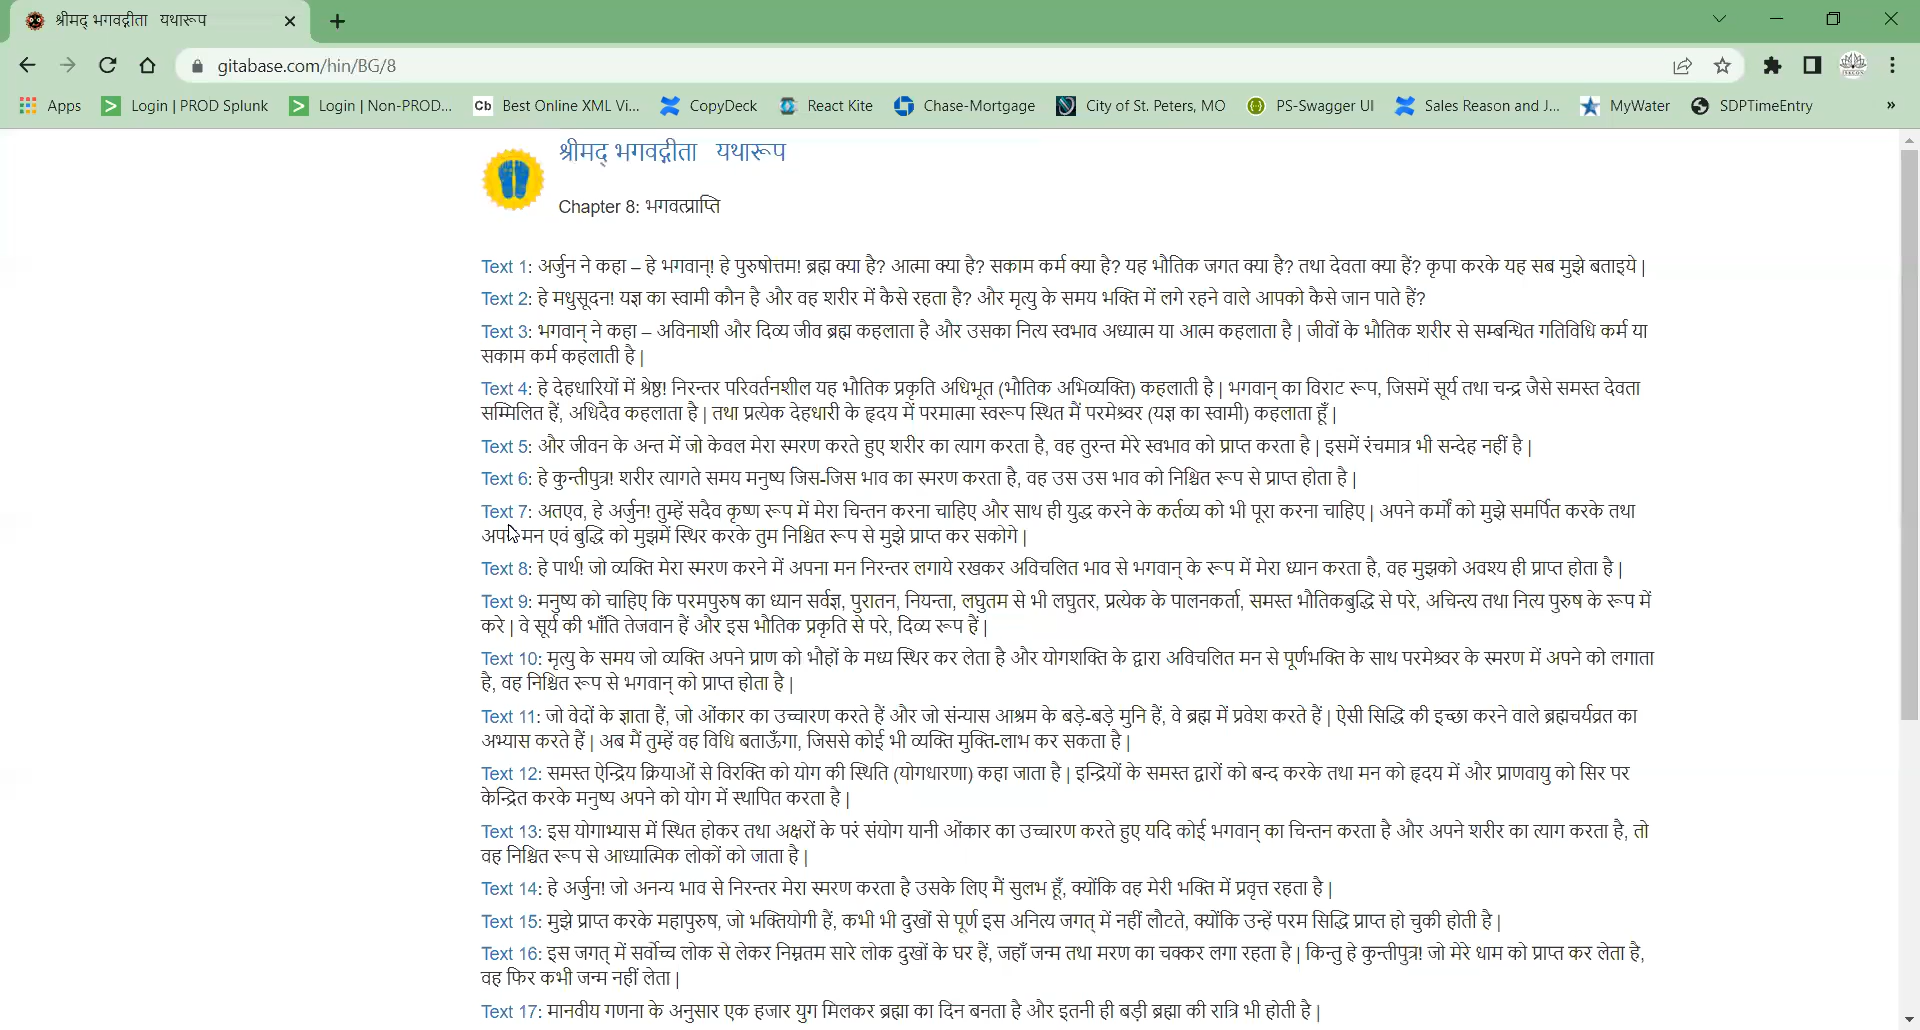 श्रीमद् भगवद्गीता यथारूप
gitabase.com/hin/BG/8
Apps Login | PROD Splunk Login | Non-PROD... Cb Best Online XML Vi... CopyDeck React Kite Chase-Mortgage City of St. Peters, MO PS-Swagger UI Sales Reason and J... MyWater SDPTimeEntry »
श्रीमद् भगवद्गीता यथारूप
Chapter 8: भगवत्प्राप्ति
Text 1: अर्जुन ने कहा – हे भगवान्! हे पुरुषोत्तम! ब्रह्म क्या है? आत्मा क्या है? सकाम कर्म क्या है? यह भौतिक जगत क्या है? तथा देवता क्या हैं? कृपा करके यह सब मुझे बताइये |
Text 2: हे मधुसूदन! यज्ञ का स्वामी कौन है और वह शरीर में कैसे रहता है? और मृत्यु के समय भक्ति में लगे रहने वाले आपको कैसे जान पाते हैं?
Text 3: भगवान् ने कहा – अविनाशी और दिव्य जीव ब्रह्म कहलाता है और उसका नित्य स्वभाव अध्यात्म या आत्म कहलाता है | जीवों के भौतिक शरीर से सम्बन्धित गतिविधि कर्म या
सकाम कर्म कहलाती है |
Text 4: हे देहधारियों में श्रेष्ठ! निरन्तर परिवर्तनशील यह भौतिक प्रकृति अधिभूत (भौतिक अभिव्यक्ति) कहलाती है | भगवान् का विराट रूप, जिसमें सूर्य तथा चन्द्र जैसे समस्त देवता
सम्मिलित हैं, अधिदैव कहलाता है | तथा प्रत्येक देहधारी के हृदय में परमात्मा स्वरूप स्थित मैं परमेश्वर (यज्ञ का स्वामी) कहलाता हूँ |
Text 5: और जीवन के अन्त में जो केवल मेरा स्मरण करते हुए शरीर का त्याग करता है, वह तुरन्त मेरे स्वभाव को प्राप्त करता है | इसमें रंचमात्र भी सन्देह नहीं है |
Text 6: हे कुन्तीपुत्र! शरीर त्यागते समय मनुष्य जिस-जिस भाव का स्मरण करता है, वह उस उस भाव को निश्चित रूप से प्राप्त होता है |
Text 7: अतएव, हे अर्जुन! तुम्हें सदैव कृष्ण रूप में मेरा चिन्तन करना चाहिए और साथ ही युद्ध करने के कर्तव्य को भी पूरा करना चाहिए | अपने कर्मों को मुझे समर्पित करके तथा
अपने मन एवं बुद्धि को मुझमें स्थिर करके तुम निश्चित रूप से मुझे प्राप्त कर सकोगे |
Text 8: हे पार्थ! जो व्यक्ति मेरा स्मरण करने में अपना मन निरन्तर लगाये रखकर अविचलित भाव से भगवान् के रूप में मेरा ध्यान करता है, वह मुझको अवश्य ही प्राप्त होता है |
Text 9: मनुष्य को चाहिए कि परमपुरुष का ध्यान सर्वज्ञ, पुरातन, नियन्ता, लघुतम से भी लघुतर, प्रत्येक के पालनकर्ता, समस्त भौतिकबुद्धि से परे, अचिन्त्य तथा नित्य पुरुष के रूप में
करे | वे सूर्य की भाँति तेजवान हैं और इस भौतिक प्रकृति से परे, दिव्य रूप हैं |
Text 10: मृत्यु के समय जो व्यक्ति अपने प्राण को भौहों के मध्य स्थिर कर लेता है और योगशक्ति के द्वारा अविचलित मन से पूर्णभक्ति के साथ परमेश्वर के स्मरण में अपने को लगाता
है, वह निश्चित रूप से भगवान् को प्राप्त होता है |
Text 11: जो वेदों के ज्ञाता हैं, जो ओंकार का उच्चारण करते हैं और जो संन्यास आश्रम के बड़े-बड़े मुनि हैं, वे ब्रह्म में प्रवेश करते हैं | ऐसी सिद्धि की इच्छा करने वाले ब्रह्मचर्यव्रत का
अभ्यास करते हैं | अब मैं तुम्हें वह विधि बताऊँगा, जिससे कोई भी व्यक्ति मुक्ति-लाभ कर सकता है |
Text 12: समस्त ऐन्द्रिय क्रियाओं से विरक्ति को योग की स्थिति (योगधारणा) कहा जाता है | इन्द्रियों के समस्त द्वारों को बन्द करके तथा मन को हृदय में और प्राणवायु को सिर पर
केन्द्रित करके मनुष्य अपने को योग में स्थापित करता है |
Text 13: इस योगाभ्यास में स्थित होकर तथा अक्षरों के परं संयोग यानी ओंकार का उच्चारण करते हुए यदि कोई भगवान् का चिन्तन करता है और अपने शरीर का त्याग करता है, तो
वह निश्चित रूप से आध्यात्मिक लोकों को जाता है |
Text 14: हे अर्जुन! जो अनन्य भाव से निरन्तर मेरा स्मरण करता है उसके लिए मैं सुलभ हूँ, क्योंकि वह मेरी भक्ति में प्रवृत्त रहता है |
Text 15: मुझे प्राप्त करके महापुरुष, जो भक्तियोगी हैं, कभी भी दुखों से पूर्ण इस अनित्य जगत् में नहीं लौटते, क्योंकि उन्हें परम सिद्धि प्राप्त हो चुकी होती है |
Text 16: इस जगत् में सर्वोच्च लोक से लेकर निम्नतम सारे लोक दुखों के घर हैं, जहाँ जन्म तथा मरण का चक्कर लगा रहता है | किन्तु हे कुन्तीपुत्र! जो मेरे धाम को प्राप्त कर लेता है,
वह फिर कभी जन्म नहीं लेता |
Text 17: मानवीय गणना के अनुसार एक हजार युग मिलकर ब्रह्मा का दिन बनता है और इतनी ही बड़ी ब्रह्मा की रात्रि भी होती है |